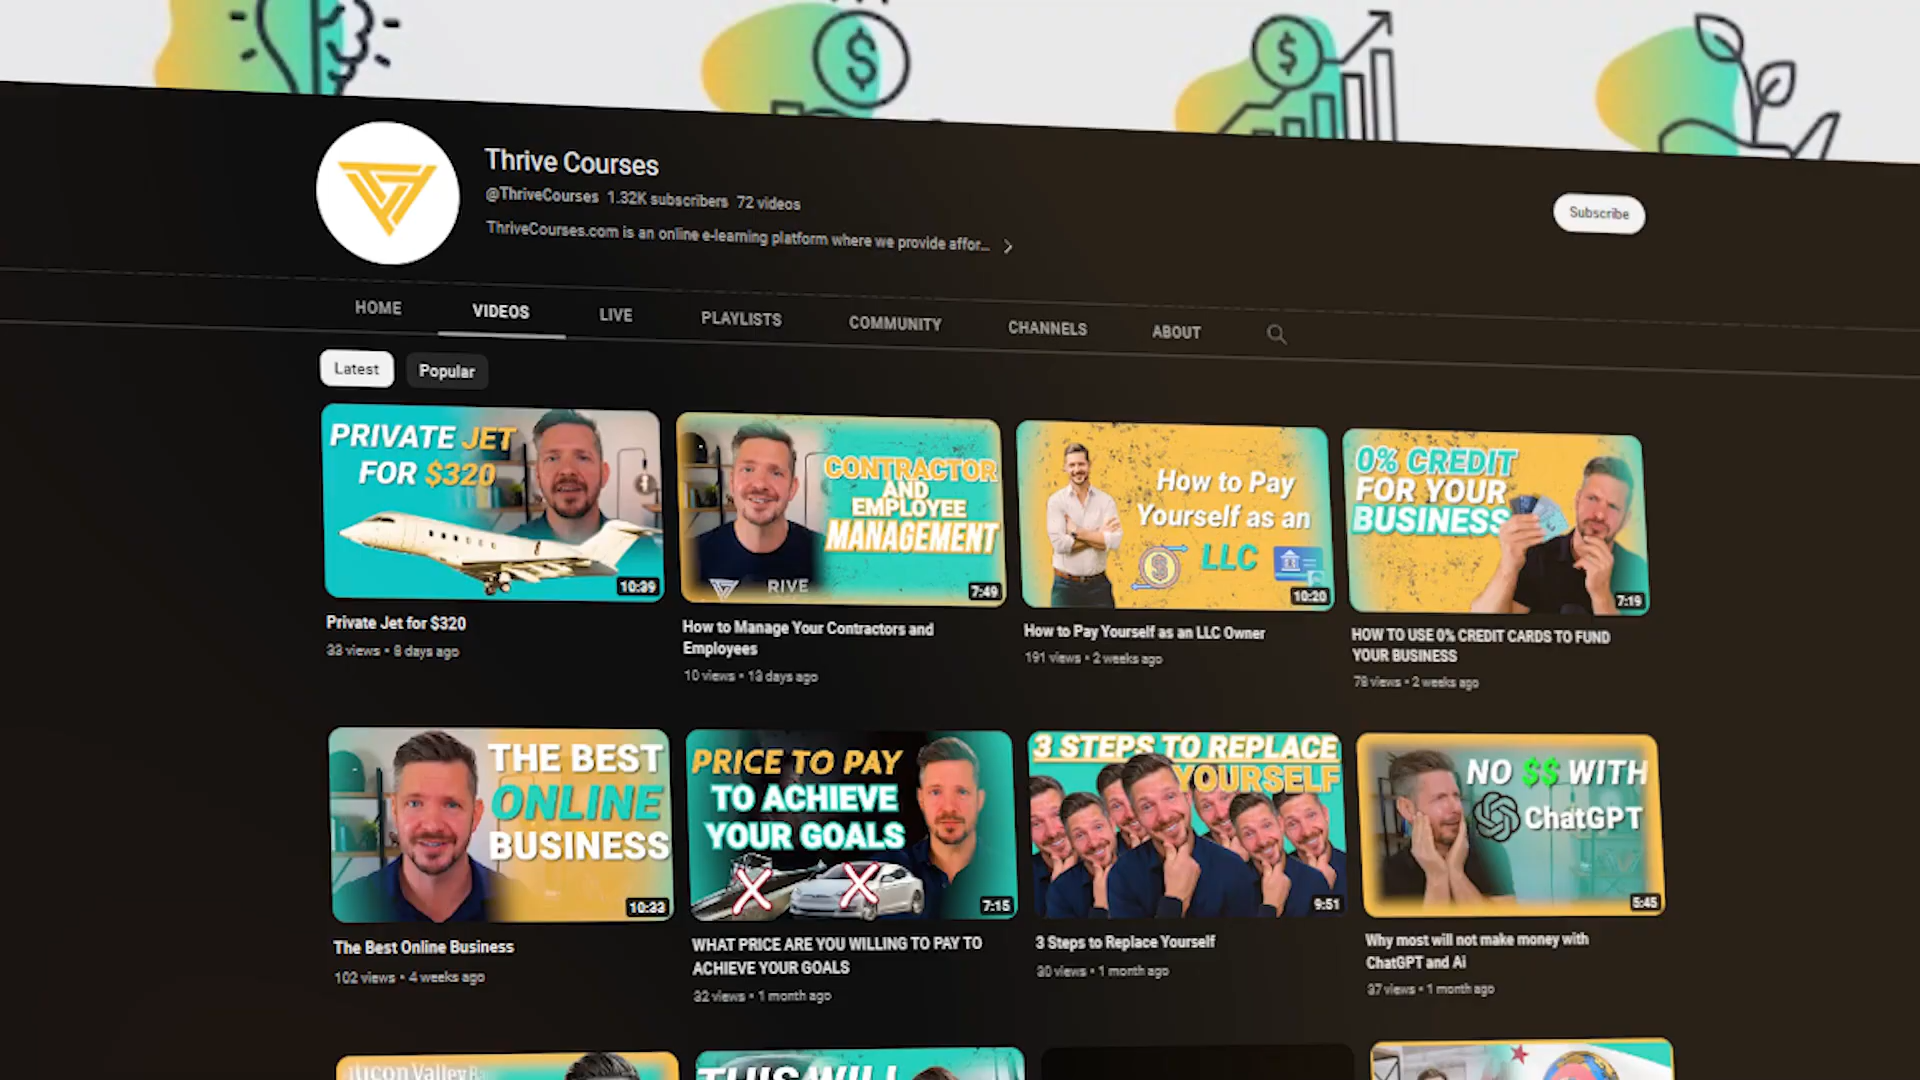 Thrive Courses
@ThriveCourses 1.32K subscribers 72 videos
ThriveCourses.com is an online e-learning platform where we provide affor...
Subscribe
HOME VIDEOS LIVE PLAYLISTS COMMUNITY CHANNELS ABOUT
Latest Popular
PRIVATE JET
FOR $320
10:39
CONTRACTOR
AND
EMPLOYEE
MANAGEMENT
RIVE
7:49
How to Pay
Yourself as an
LLC
10:20
0% CREDIT
FOR YOUR
BUSINESS
7:19
Private Jet for $320
33 views • 8 days ago
How to Manage Your Contractors and
Employees
10 views • 13 days ago
How to Pay Yourself as an LLC Owner
191 views • 2 weeks ago
HOW TO USE 0% CREDIT CARDS TO FUND
YOUR BUSINESS
78 views • 2 weeks ago
THE BEST
ONLINE
BUSINESS
10:33
PRICE TO PAY
TO ACHIEVE
YOUR GOALS
7:15
3 STEPS TO REPLACE
YOURSELF
9:51
NO $$ WITH
ChatGPT
5:45
The Best Online Business
102 views • 4 weeks ago
WHAT PRICE ARE YOU WILLING TO PAY TO
ACHIEVE YOUR GOALS
32 views • 1 month ago
3 Steps to Replace Yourself
30 views • 1 month ago
Why most will not make money with
ChatGPT and Ai
37 views • 1 month ago
Valley
THIS WILL